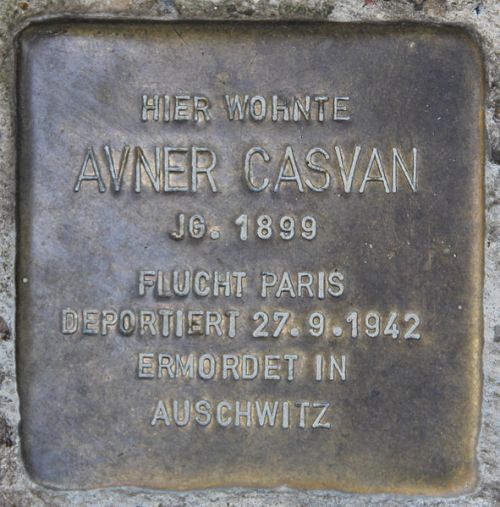 HIER WOHNTE
AVNER CASVAN
JG. 1899
FLUCHT PARIS
DEPORTIERT 27.9.1942
ERMORDET IN
AUSCHWITZ